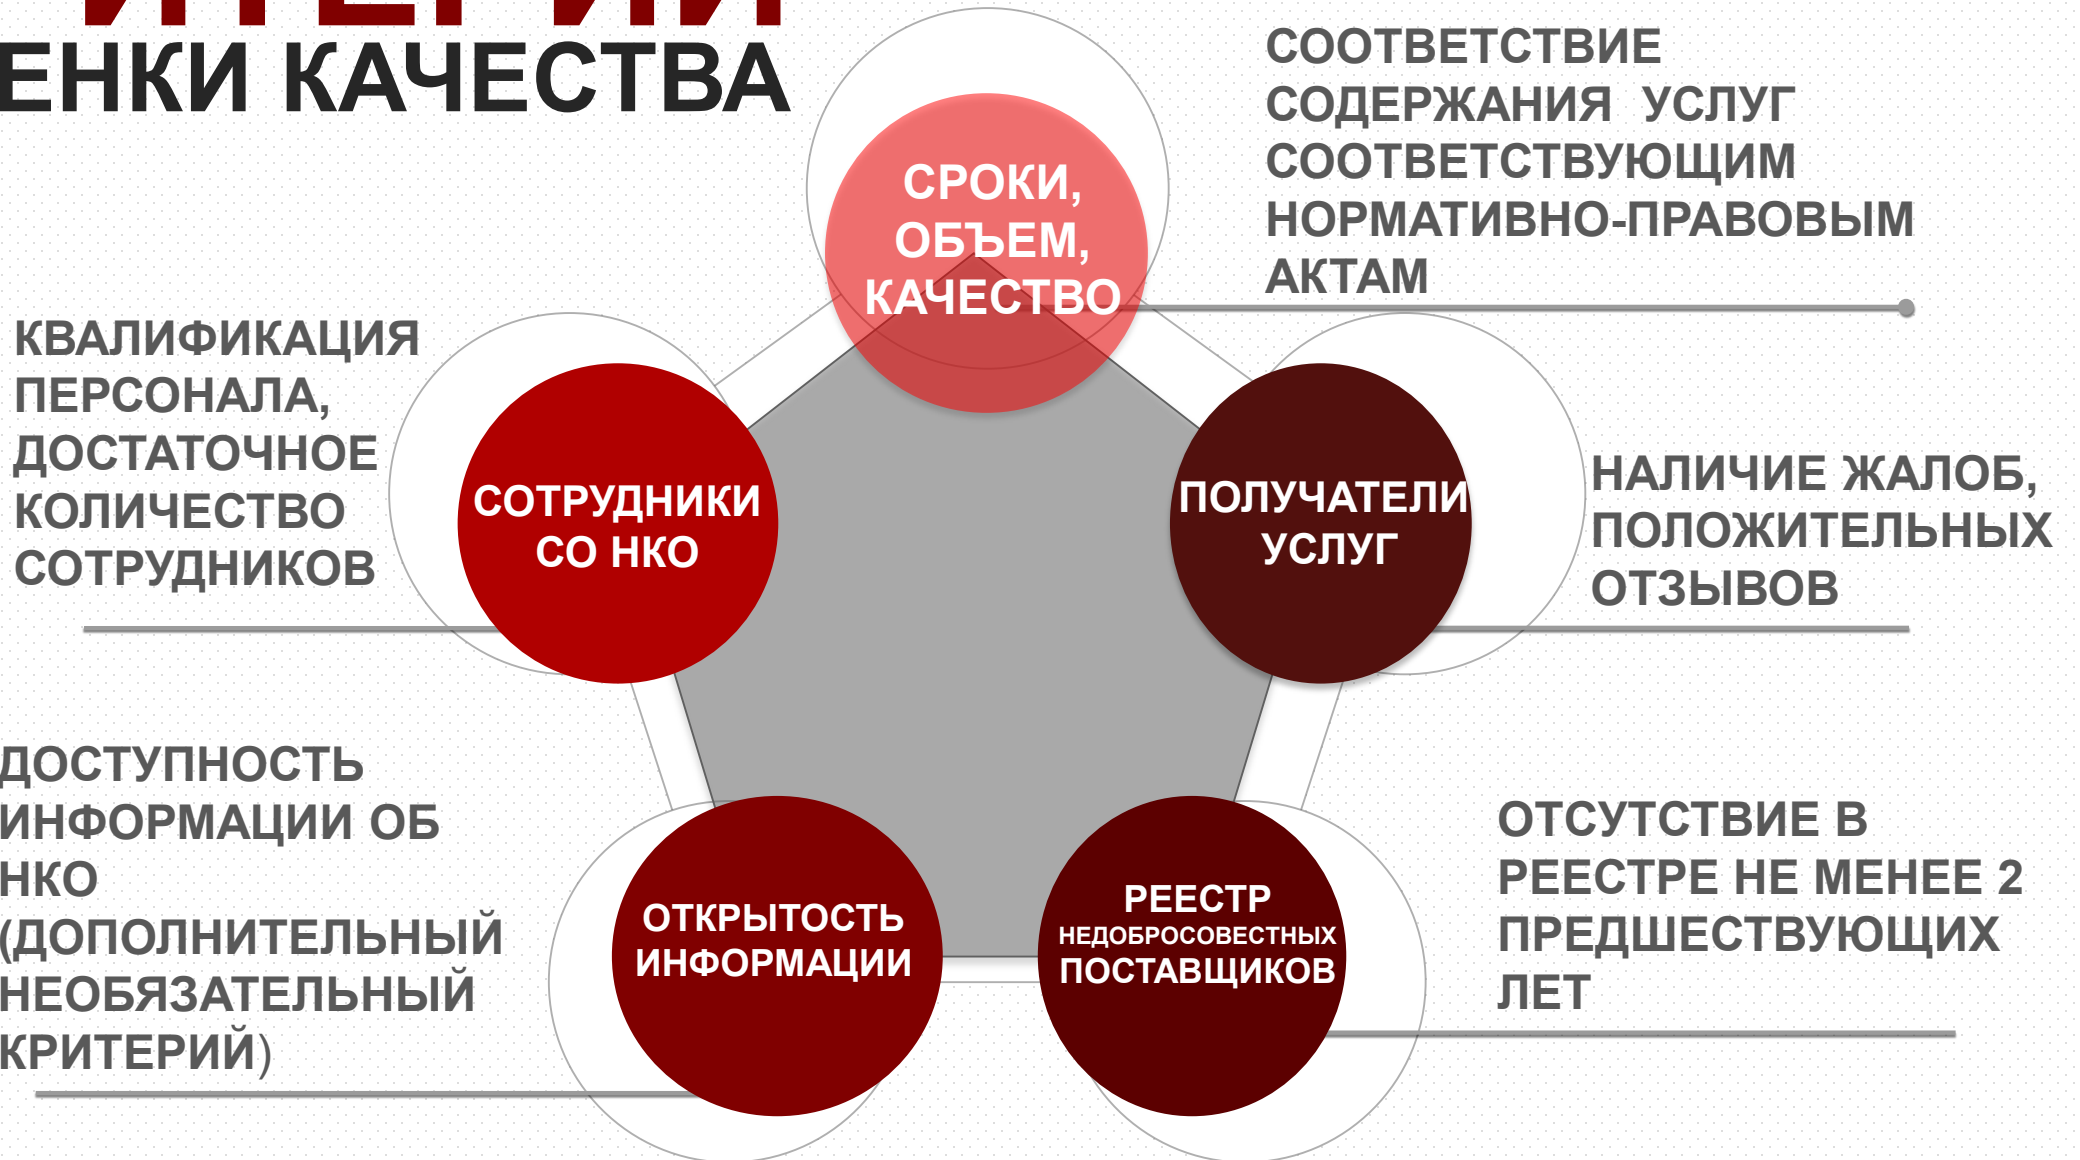 ИТЕРИИ
ЕНКИ КАЧЕСТВА
СРОКИ,
ОБЪЕМ,
КАЧЕСТВО
СООТВЕТСТВИЕ
СОДЕРЖАНИЯ УСЛУГ
СООТВЕТСТВУЮЩИМ
НОРМАТИВНО-ПРАВОВЫМ
АКТАМ
КВАЛИФИКАЦИЯ
ПЕРСОНАЛА,
ДОСТАТОЧНОЕ
КОЛИЧЕСТВО
СОТРУДНИКОВ
СОТРУДНИКИ
СО НКО
ПОЛУЧАТЕЛИ
УСЛУГ
НАЛИЧИЕ ЖАЛОБ,
ПОЛОЖИТЕЛЬНЫХ
ОТЗЫВОВ
ДОСТУПНОСТЬ
ИНФОРМАЦИИ ОБ
НКО
(ДОПОЛНИТЕЛЬНЫЙ
НЕОБЯЗАТЕЛЬНЫЙ
КРИТЕРИЙ)
ОТКРЫТОСТЬ
ИНФОРМАЦИИ
РЕЕСТР
НЕДОБРОСОВЕСТНЫХ
ПОСТАВЩИКОВ
ОТСУТСТВИЕ В
РЕЕСТРЕ НЕ МЕНЕЕ 2
ПРЕДШЕСТВУЮЩИХ
ЛЕТ